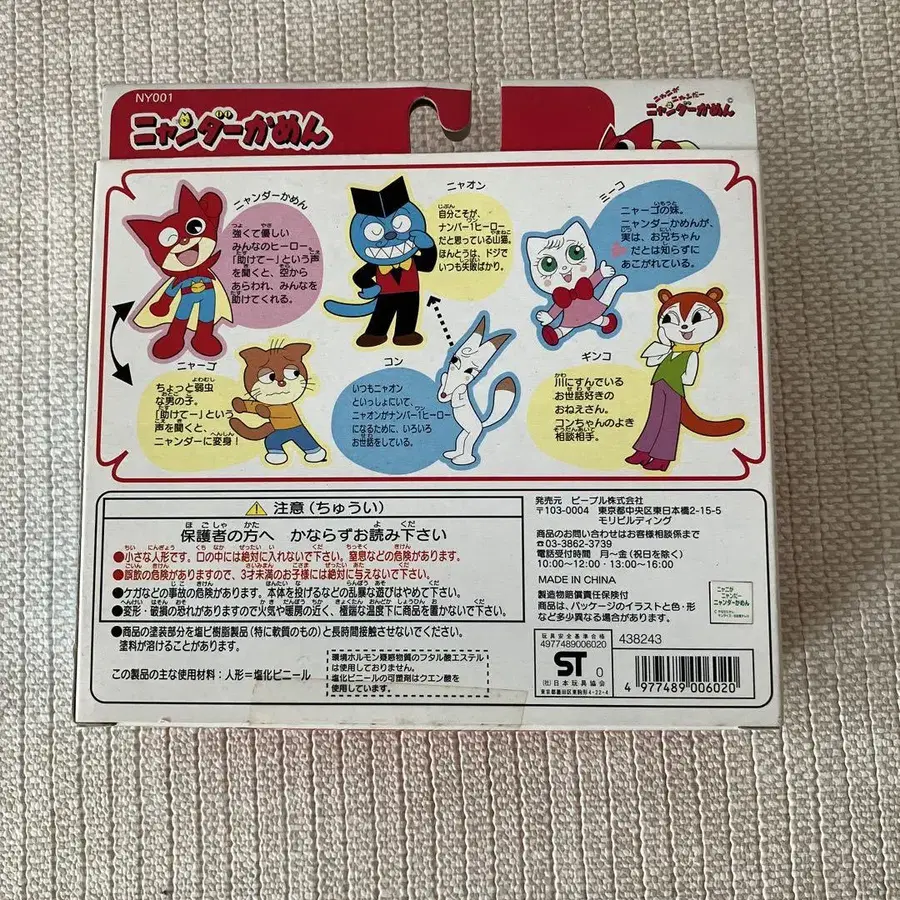 NY001
ニャンダーかめん
ニャニがニャンだー
ニャンダーかめん
ニャンダーかめん
強くて優しい
みんなのヒーロー。
「助けてー」という声
を聞くと、空から
あらわれ、みんなを
助けてくれる。
ニャオン
自分こそが、
ナンバー1ヒーロー
だと思っている山猫。
ほんとうは、ドジで
いつも失敗ばかり。
ミーコ
ニャーゴの妹。
ニャンダーかめんが、
実は、お兄ちゃん
だとは知らずに
あこがれている。
ニャーゴ
ちょっと弱虫
な男の子。
「助けてー」という
声を聞くと、
ニャンダーに変身!
コン
いつもニャオン
といっしょにいて、
ニャオンがナンバー1ヒーロー
になるために、いろいろ
お世話をしている。
ギンコ
川にすんでいる
お世話好きの
おねえさん。
コンちゃんのよき
相談相手。
注意(ちゅうい)
保護者の方へ かならずお読み下さい
●小さな人形です。口の中には絶対に入れないで下さい。窒息などの危険があります。
●誤飲の危険がありますので、3才未満のお子様には絶対に与えないで下さい。
●ケガなどの事故の危険があります。本体を投げるなどの乱暴な遊びはやめて下さい。
●変形・破損の恐れがありますので火気や暖房の近く、極端な温度下に商品を置かないで下さい。
●商品の塗装部分を塩ビ樹脂製品(特に軟質のもの)と長時間接触させないでください。
塗料が溶けることがあります。
この製品の主な使用材料:人形=塩化ビニール
環境ホルモン疑惑物質のフタル酸エステル
は使用しておりません。
塩化ビニールの可塑剤はクエン酸を
使用しています。
発売元 ピープル株式会社
〒103-0004 東京都中央区東日本橋2-15-5
モリビルディング
商品のお問い合わせはお客様相談係まで
☎03-3862-3739
電話受付時間 月~金(祝日を除く)
10:00~12:00・13:00~16:00
MADE IN CHINA
製造物賠償責任保険付
商品は、パッケージのイラストと色・形
など多少異なる場合があります。
ニャニが
ニャンだー
ニャンダーかめん
玩具安全基準合格
4977489006020
ST 0
(社)日本玩具協会
東京都墨田区東駒形4-22-4
438243
4 977489 006020